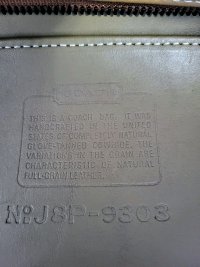 THIS IS A COACH BAG. IT WAS
HANDCRAFTED IN THE UNITED
STATES OF COMPLETELY NATURAL
GLOVE-TANNED COWHIDE. THE
VARIATIONS IN THE GRAIN ARE
CHARACTERISTIC OF NATURAL
FULL-GRAIN LEATHER.
No J8P-9303